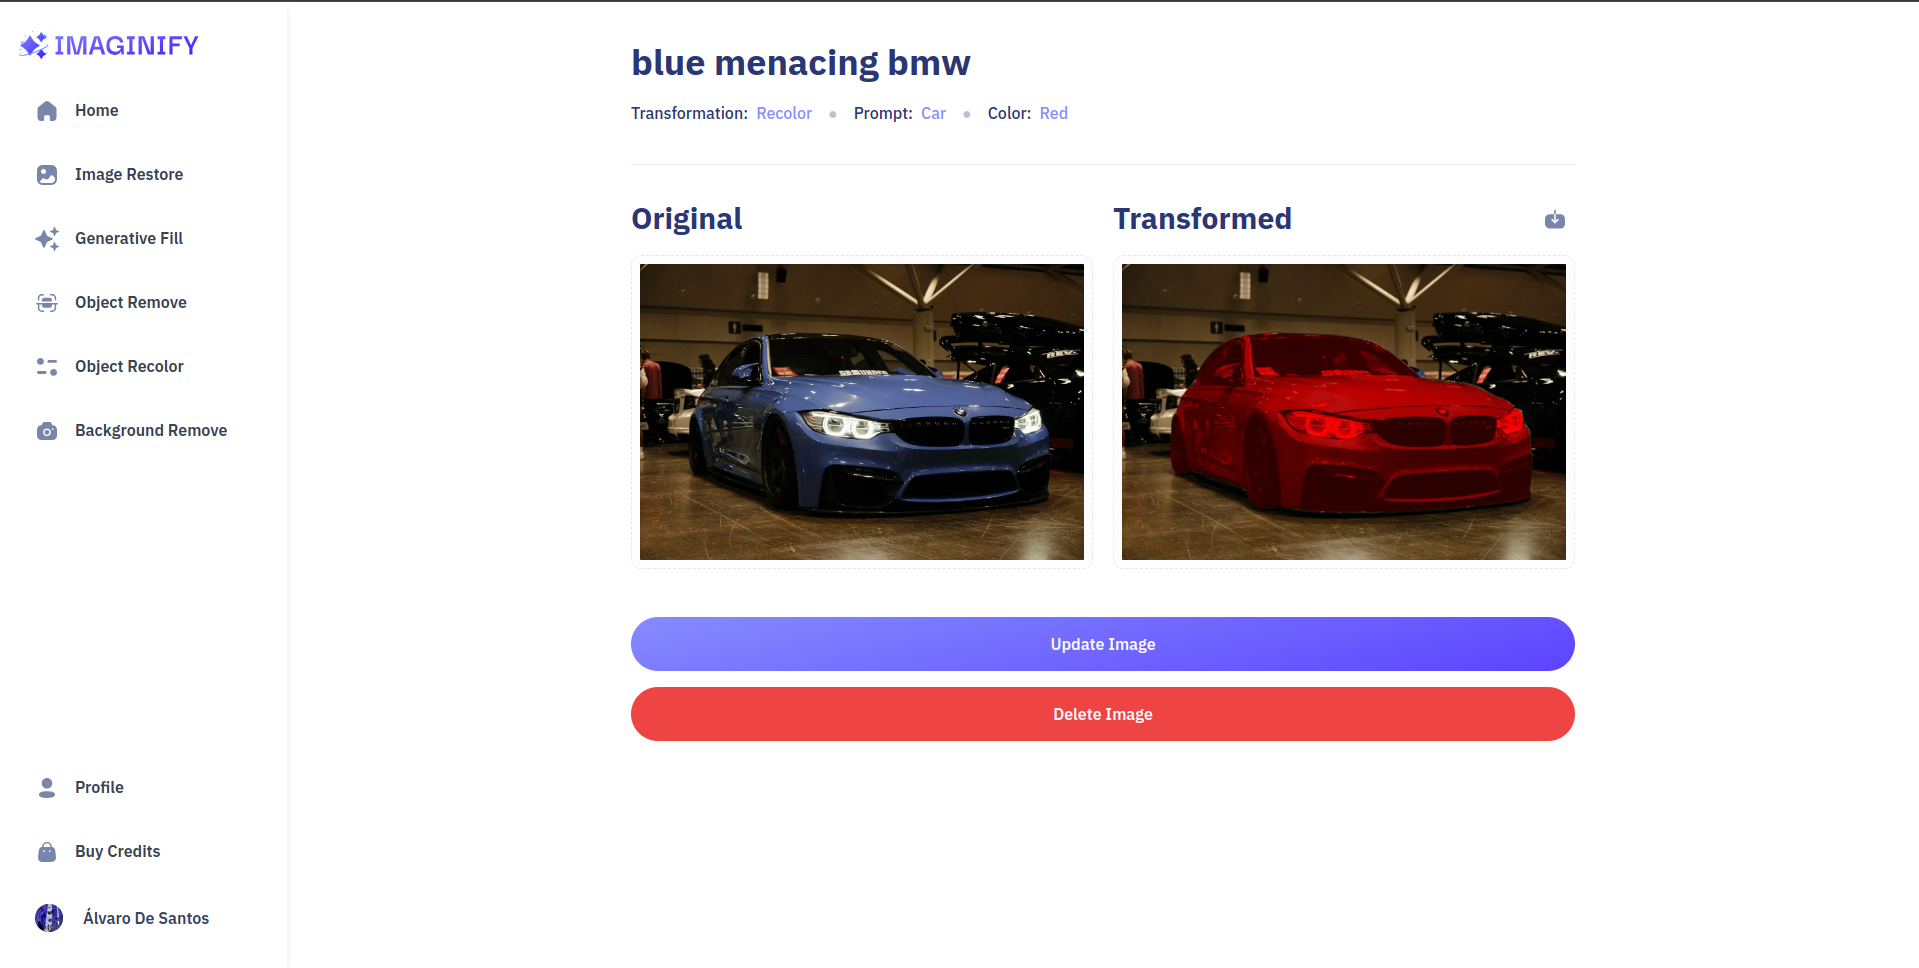 IMAGINIFY
Home
Image Restore
Generative Fill
Object Remove
Object Recolor
Background Remove
Profile
Buy Credits
Álvaro De Santos
blue menacing bmw
Transformation: Recolor • Prompt: Car • Color: Red
Original
Transformed
Update Image
Delete Image